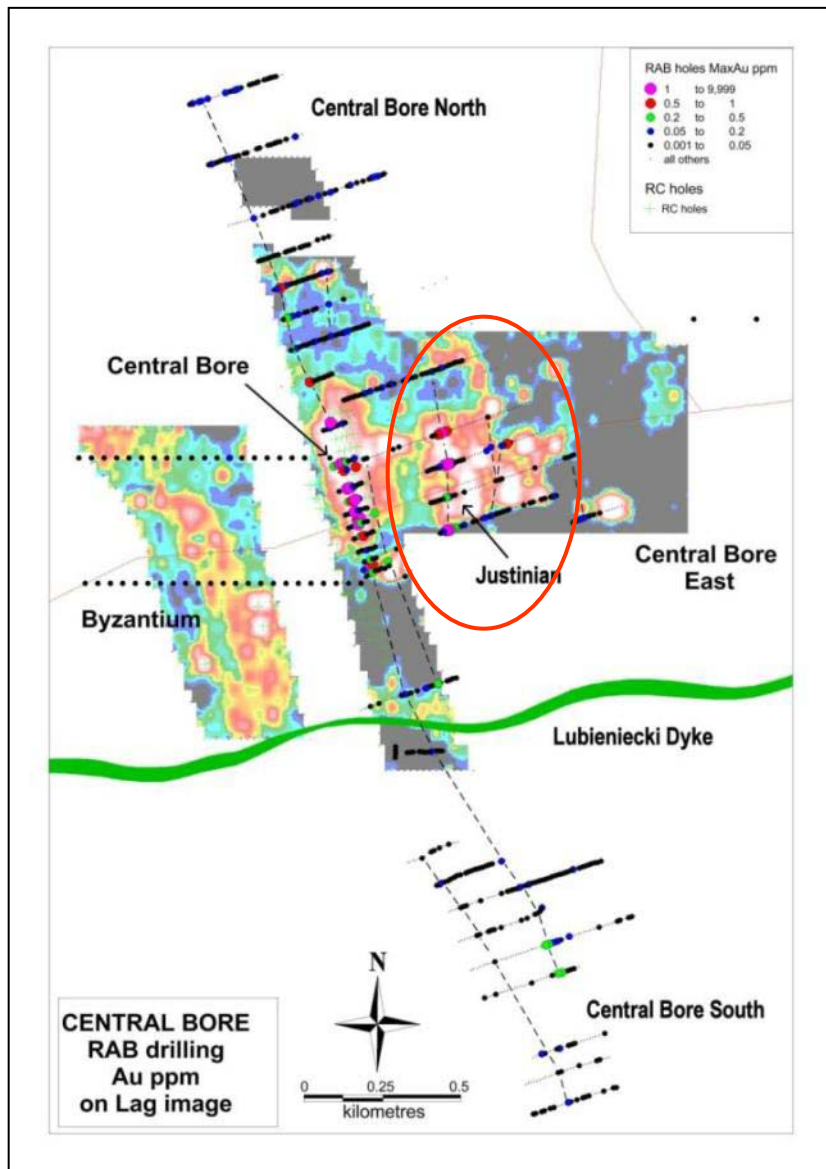 RAB holes MaxAu ppm
1 to 9,999
0.5 to 1
0.2 to 0.5
0.05 to 0.2
0.001 to 0.05
all others
RC holes
RC holes
Central Bore North
Central Bore
Justinian
Central Bore
East
Byzantium
Lubieniecki Dyke
Central Bore South
N
0 0.25 0.5
kilometres
CENTRAL BORE
RAB drilling
Au ppm
on Lag image